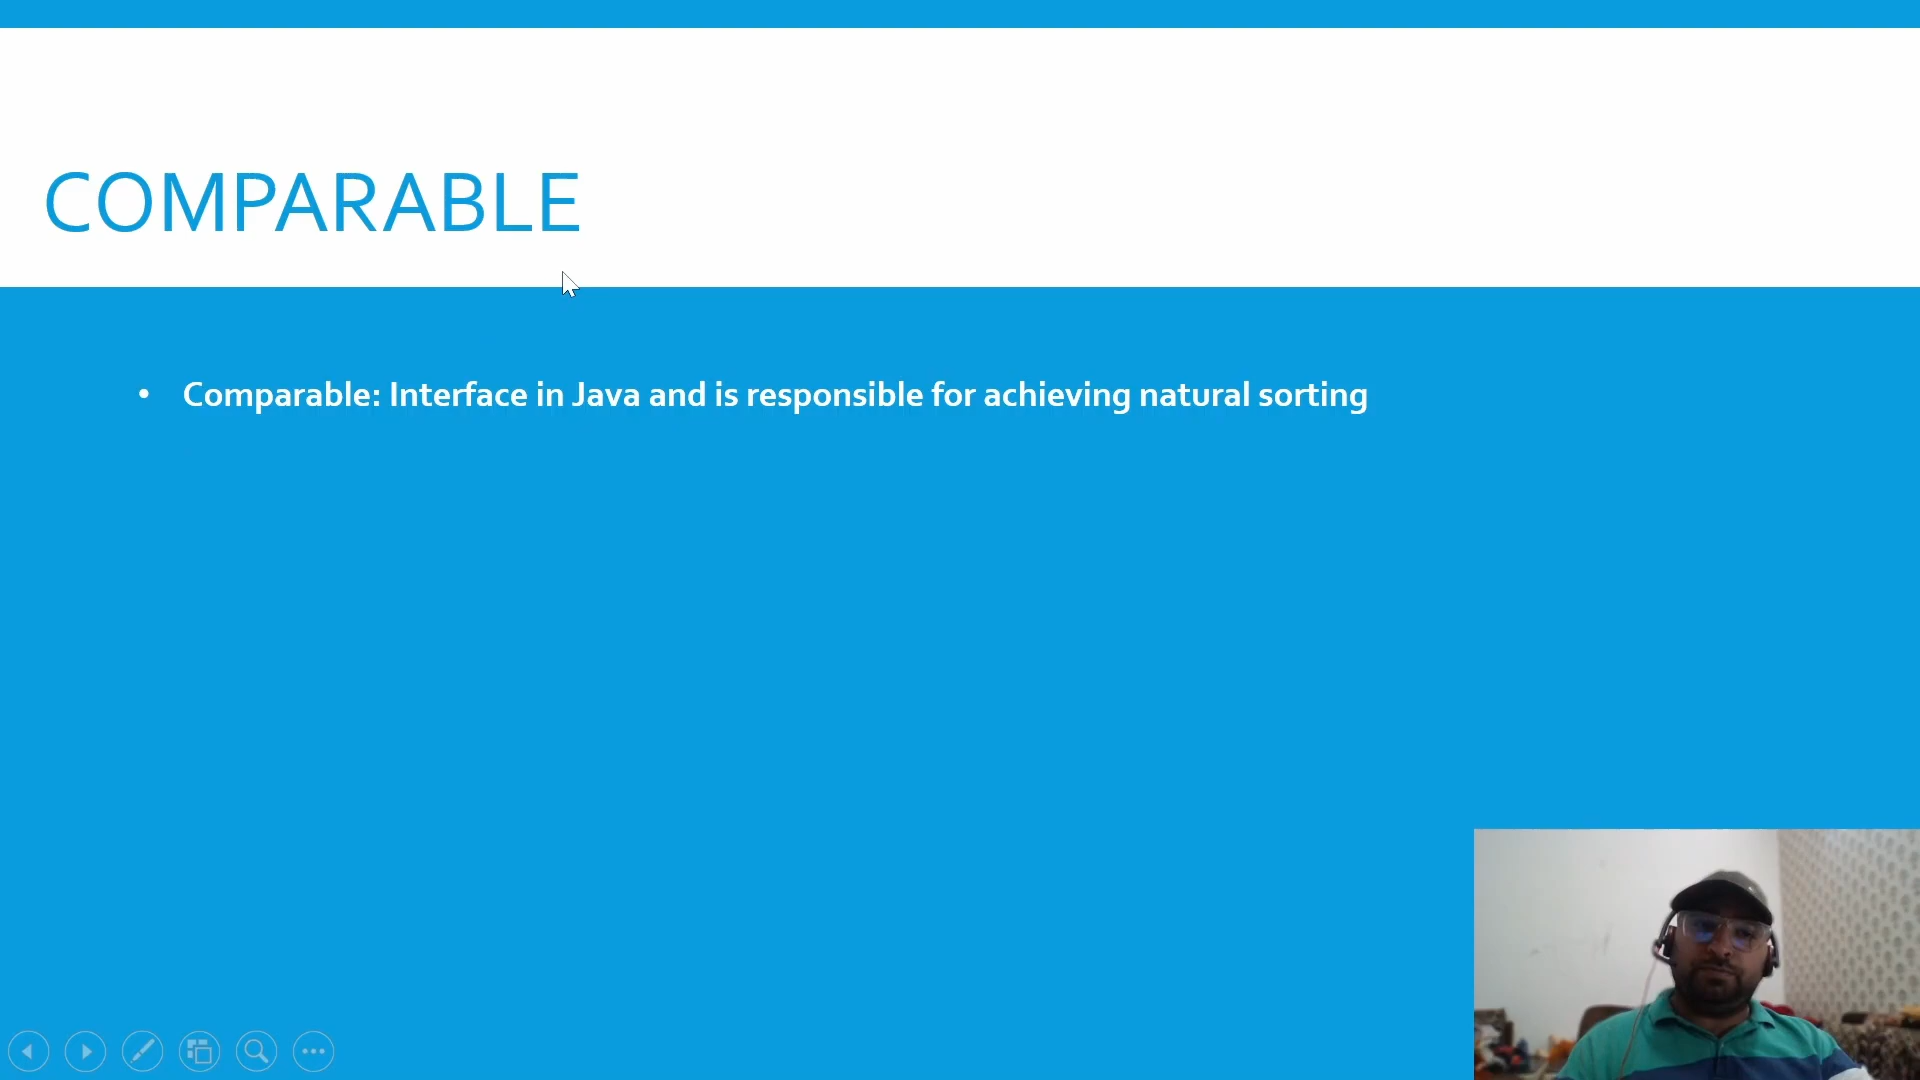 COMPARABLE
• Comparable: Interface in Java and is responsible for achieving natural sorting